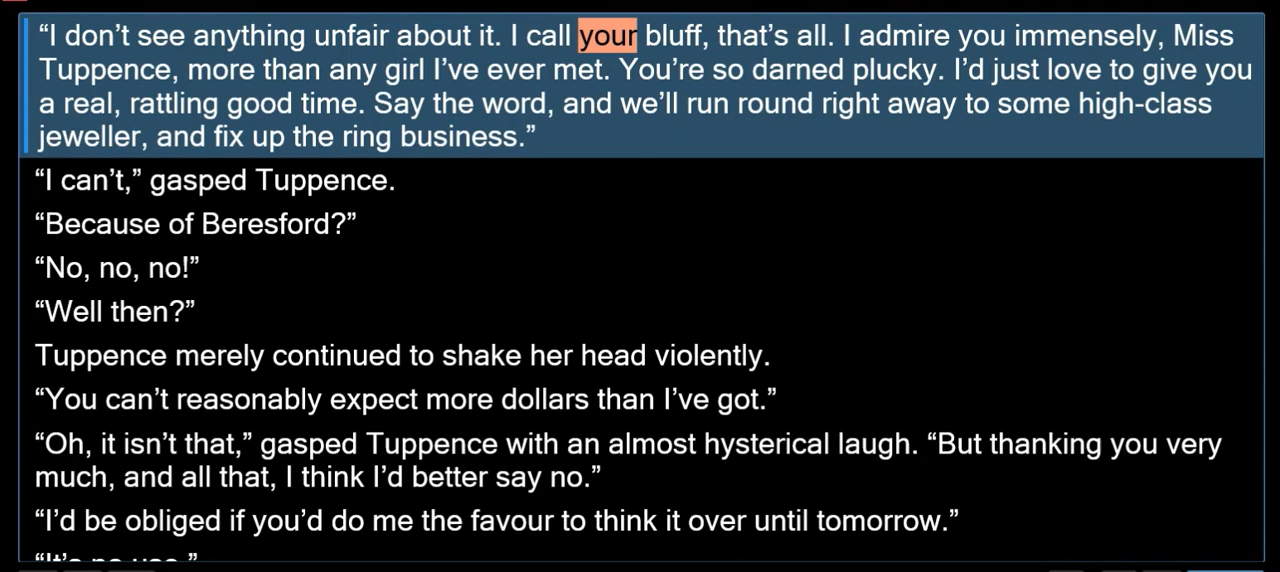 “I don’t see anything unfair about it. I call your bluff, that’s all. I admire you immensely, Miss
Tuppence, more than any girl I’ve ever met. You’re so darned plucky. I’d just love to give you
a real, rattling good time. Say the word, and we’ll run round right away to some high-class
jeweller, and fix up the ring business.”
“I can’t,” gasped Tuppence.
“Because of Beresford?”
“No, no, no!”
“Well then?”
Tuppence merely continued to shake her head violently.
“You can’t reasonably expect more dollars than I’ve got.”
“Oh, it isn’t that,” gasped Tuppence with an almost hysterical laugh. “But thanking you very
much, and all that, I think I’d better say no.”
“I’d be obliged if you’d do me the favour to think it over until tomorrow.”
“It’s no use.”